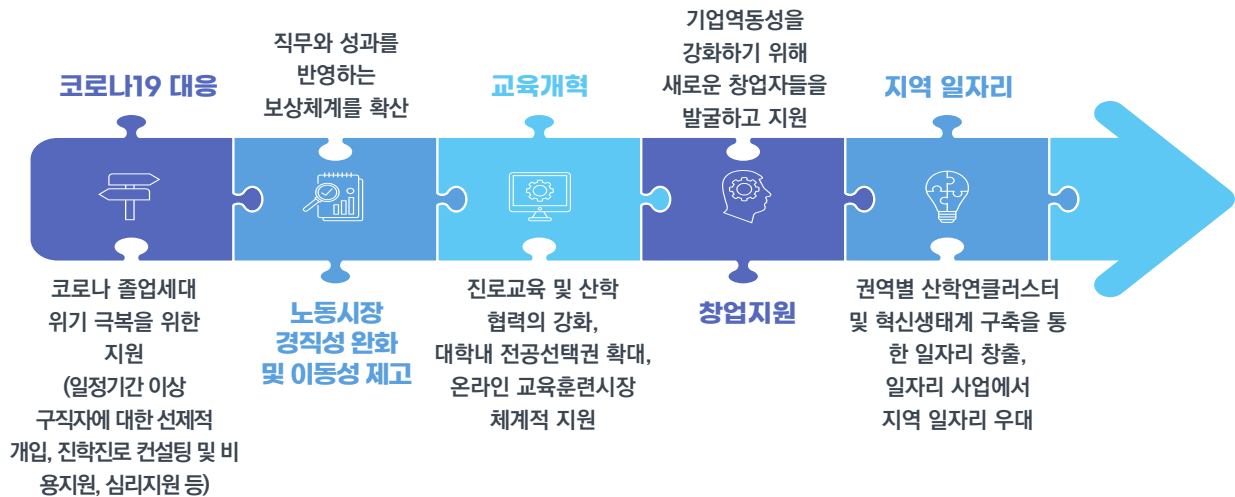 코로나19 대응
코로나 졸업세대
위기 극복을 위한
지원
(일정기간 이상
구직자에 대한 선제적
개입, 진학진로 컨설팅 및 비
용지원, 심리지원 등)
직무와 성과를
반영하는
보상체계를 확산
노동시장
경직성 완화
및 이동성 제고
교육개혁
진로교육 및 산학
협력의 강화,
대학내 전공선택권 확대,
온라인 교육훈련시장
체계적 지원
기업역동성을
강화하기 위해
새로운 창업자들을
발굴하고 지원
창업지원
지역 일자리
권역별 산학연클러스터
및 혁신생태계 구축을 통
한 일자리 창출,
일자리 사업에서
지역 일자리 우대